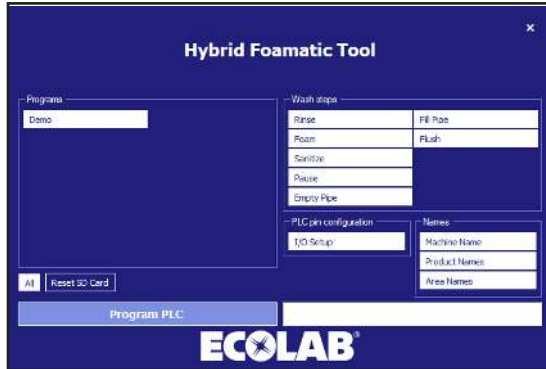 ×
Hybrid Foamatic Tool
Programs
Demo
Wash steps
Rinse
Foam
Sanitize
Pause
Empty Pipe
Fill Pipe
Flush
PLC pin configuration
I/O Setup
Names
Machine Name
Product Names
Area Names
All
Reset SD Card
Program PLC
ECOLAB®